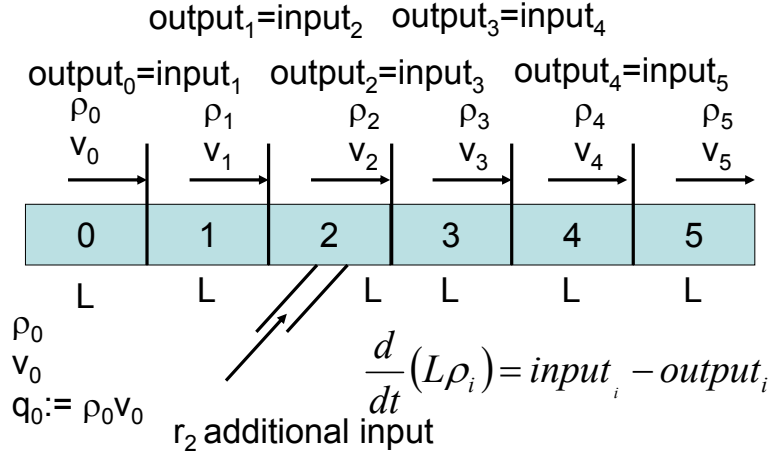 output₁=input₂ output₃=input₄
output₀=input₁ output₂=input₃ output₄=input₅
ρ₀ ρ₁ ρ₂ ρ₃ ρ₄ ρ₅
v₀ v₁ v₂ v₃ v₄ v₅
0 1 2 3 4 5
L L L L L L
ρ₀
v₀
q₀:= ρ₀v₀
d/dt (Lρᵢ) = inputᵢ − outputᵢ
r₂ additional input